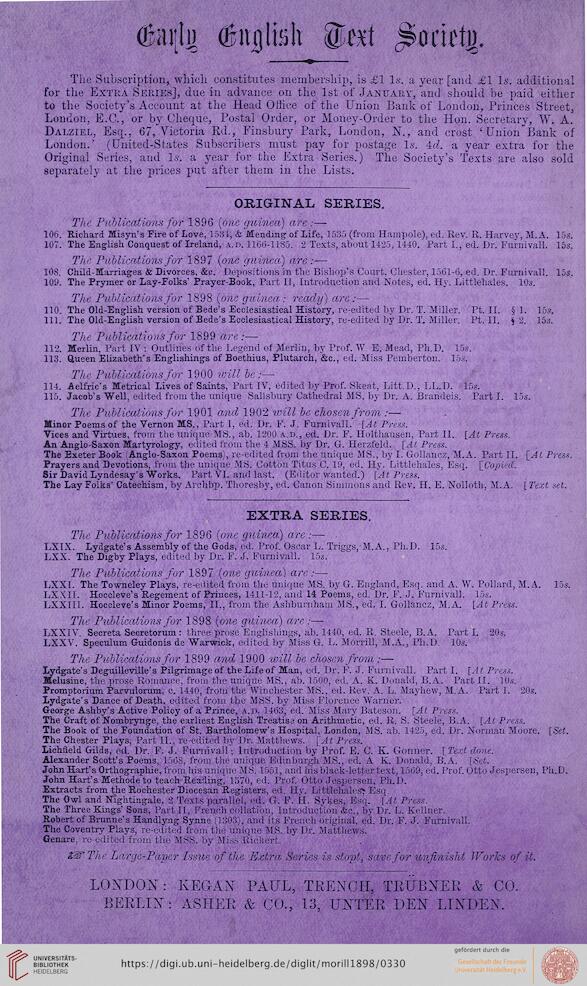 Early English Text Society.
The Subscription, which constitutes membership, is £1 1s. a year [and £1 1s. additional
for the EXTRA SERIES], due in advance on the 1st of JANUARY, and should be paid either
to the Society's Account at the Head Office of the Union Bank of London, Princes Street,
London, E.C., or by Cheque, Postal Order, or Money-Order to the Hon. Secretary, W. A.
DALZIEL, Esq., 67, Victoria Rd., Finsbury Park, London, N., and crost 'Union Bank of
London.' (United-States Subscribers must pay for postage 1s. 4d. a year extra for the
Original Series, and 1s. a year for the Extra Series.) The Society's Texts are also sold
separately at the prices put after them in the Lists.
ORIGINAL SERIES.
The Publications for 1896 (one guinea) are :—
106. Richard Misyn's Fire of Love, 1534, & Mending of Life, 1535 (from Hampole), ed. Rev. R. Harvey, M.A. 15s.
107. The English Conquest of Ireland, A.D. 1166-1185. 2 Texts, about 1425, 1440. Part I., ed. Dr. Furnivall. 15s.
The Publications for 1897 (one guinea) are :—
108. Child-Marriages & Divorces, &c. Depositions in the Bishop's Court, Chester, 1561-6, ed. Dr. Furnivall. 15s.
109. The Prymer or Lay-Folks' Prayer-Book, Part II, Introduction and Notes, ed. Hy. Littlehales. 10s.
The Publications for 1898 (one guinea: ready) are :—
110. The Old-English version of Bede's Ecclesiastical History, re-edited by Dr. T. Miller. Pt. II. § 1. 15s.
111. The Old-English version of Bede's Ecclesiastical History, re-edited by Dr. T. Miller. Pt. II. § 2. 15s.
The Publications for 1899 are :—
112. Merlin, Part IV: Outlines of the Legend of Merlin, by Prof. W. E. Mead, Ph.D. 15s.
113. Queen Elizabeth's Englishings of Boethius, Plutarch, &c., ed. Miss Pemberton. 15s.
The Publications for 1900 will be :—
114. Aelfric's Metrical Lives of Saints, Part IV, edited by Prof. Skeat, Litt.D., LL.D. 15s.
115. Jacob's Well, edited from the unique Salisbury Cathedral MS, by Dr. A. Brandeis. Part I. 15s.
The Publications for 1901 and 1902 will be chosen from :—
Minor Poems of the Vernon MS., Part I, ed. Dr. F. J. Furnivall. [At Press.
Vices and Virtues, from the unique MS., ab. 1200 A.D., ed. Dr. F. Holthausen, Part II. [At Press.
An Anglo-Saxon Martyrology, edited from the 4 MSS. by Dr. G. Herzfeld. [At Press.
The Exeter Book (Anglo-Saxon Poems), re-edited from the unique MS., by I. Gollancz, M.A. Part II. [At Press.
Prayers and Devotions, from the unique MS. Cotton Titus C. 19, ed. Hy. Littlehales, Esq. [Copied.
Sir David Lyndesay's Works. Part VI. and last. (Editor wanted.) [At Press.
The Lay Folks' Catechism, by Archbp. Thoresby, ed. Canon Simmons and Rev. H. E. Nolloth, M.A. [Text set.
EXTRA SERIES.
The Publications for 1896 (one guinea) are :—
LXIX. Lydgate's Assembly of the Gods, ed. Prof. Oscar L. Triggs, M.A., Ph.D. 15s.
LXX. The Digby Plays, edited by Dr. F. J. Furnivall. 15s.
The Publications for 1897 (one guinea) are :—
LXXI. The Towneley Plays, re-edited from the unique MS. by G. England, Esq. and A. W. Pollard, M.A. 15s.
LXXII. Hoccleve's Regement of Princes, 1411-12, and 14 Poems, ed. Dr. F. J. Furnivall. 15s.
LXXIII. Hoccleve's Minor Poems, II., from the Ashburnham MS., ed. I. Gollancz, M.A. [At Press.
The Publications for 1898 (one guinea) are :—
LXXIV. Secreta Secretorum: three prose Englishings, ab. 1440, ed. R. Steele, B.A. Part I. 20s.
LXXV. Speculum Guidonis de Warwick, edited by Miss G. L. Morrill, M.A., Ph.D. 10s.
The Publications for 1899 and 1900 will be chosen from :—
Lydgate's Deguilleville's Pilgrimage of the Life of Man, ed. Dr. F. J. Furnivall. Part I. [At Press.
Melusine, the prose Romance, from the unique MS., ab. 1500, ed. A. K. Donald, B.A. Part II. 10s.
Promptorium Parvulorum, c. 1440, from the Winchester MS., ed. Rev. A. L. Mayhew, M.A. Part I. 20s.
Lydgate's Dance of Death, edited from the MSS. by Miss Florence Warner.
George Ashby's Active Policy of a Prince, A.D. 1463, ed. Miss Mary Bateson. [At Press.
The Craft of Nombrynge, the earliest English Treatise on Arithmetic, ed. R. S. Steele, B.A. [At Press.
The Book of the Foundation of St. Bartholomew's Hospital, London, MS. ab. 1425, ed. Dr. Norman Moore. [Set.
The Chester Plays, Part II., re-edited by Dr. Matthews. [At Press.
Lichfield Gilds, ed. Dr. F. J. Furnivall; Introduction by Prof. E. C. K. Gonner. [Text done.
Alexander Scott's Poems, 1568, from the unique Edinburgh MS., ed. A. K. Donald, B.A. [Set.
John Hart's Orthographie, from his unique MS. 1551, and his black-letter text, 1569, ed. Prof. Otto Jespersen, Ph.D.
John Hart's Methode to teach Reading, 1570, ed. Prof. Otto Jespersen, Ph.D.
Extracts from the Rochester Diocesan Registers, ed. Hy. Littlehales, Esq.
The Owl and Nightingale, 2 Texts parallel, ed. G. F. H. Sykes, Esq. [At Press.
The Three Kings' Sons, Part II, French collation, Introduction &c., by Dr. L. Kellner.
Robert of Brunne's Handlyng Synne (1303), and its French original, ed. Dr. F. J. Furnivall.
The Coventry Plays, re-edited from the unique MS. by Dr. Matthews.
Genare, re-edited from the MSS. by Miss Rickert.
☞ The Large-Paper Issue of the Extra Series is stopt, save for unfinisht Works of it.
LONDON: KEGAN PAUL, TRENCH, TRÜBNER & CO.
BERLIN: ASHER & CO., 13, UNTER DEN LINDEN.
UNIVERSITÄTS-
BIBLIOTHEK
HEIDELBERG
https://digi.ub.uni-heidelberg.de/diglit/morill1898/0330
gefördert durch die
Gesellschaft der Freunde
Universität Heidelberg e.V.